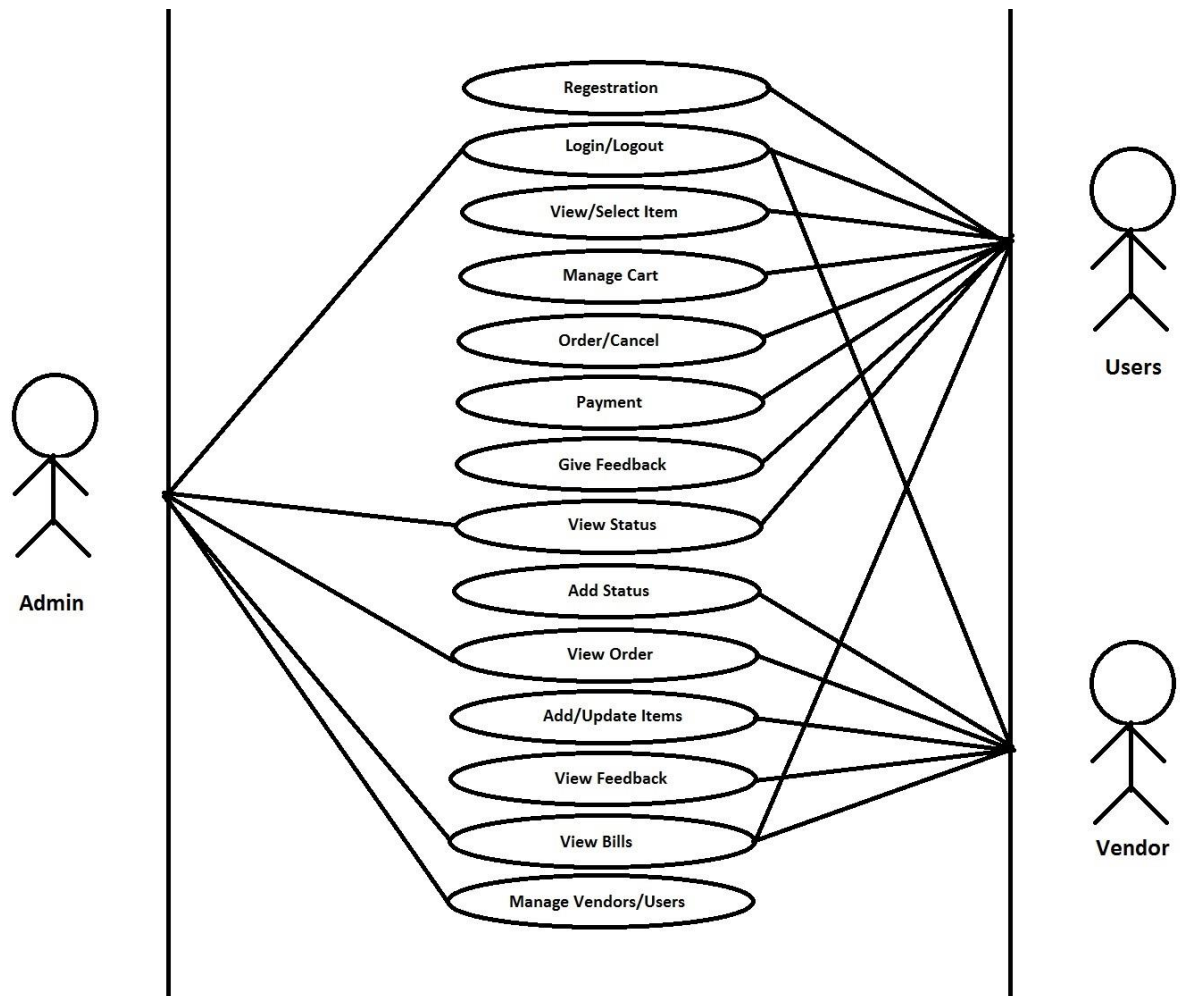 Regestration
Login/Logout
View/Select Item
Manage Cart
Order/Cancel
Payment
Give Feedback
View Status
Add Status
View Order
Add/Update Items
View Feedback
View Bills
Manage Vendors/Users
Admin
Users
Vendor